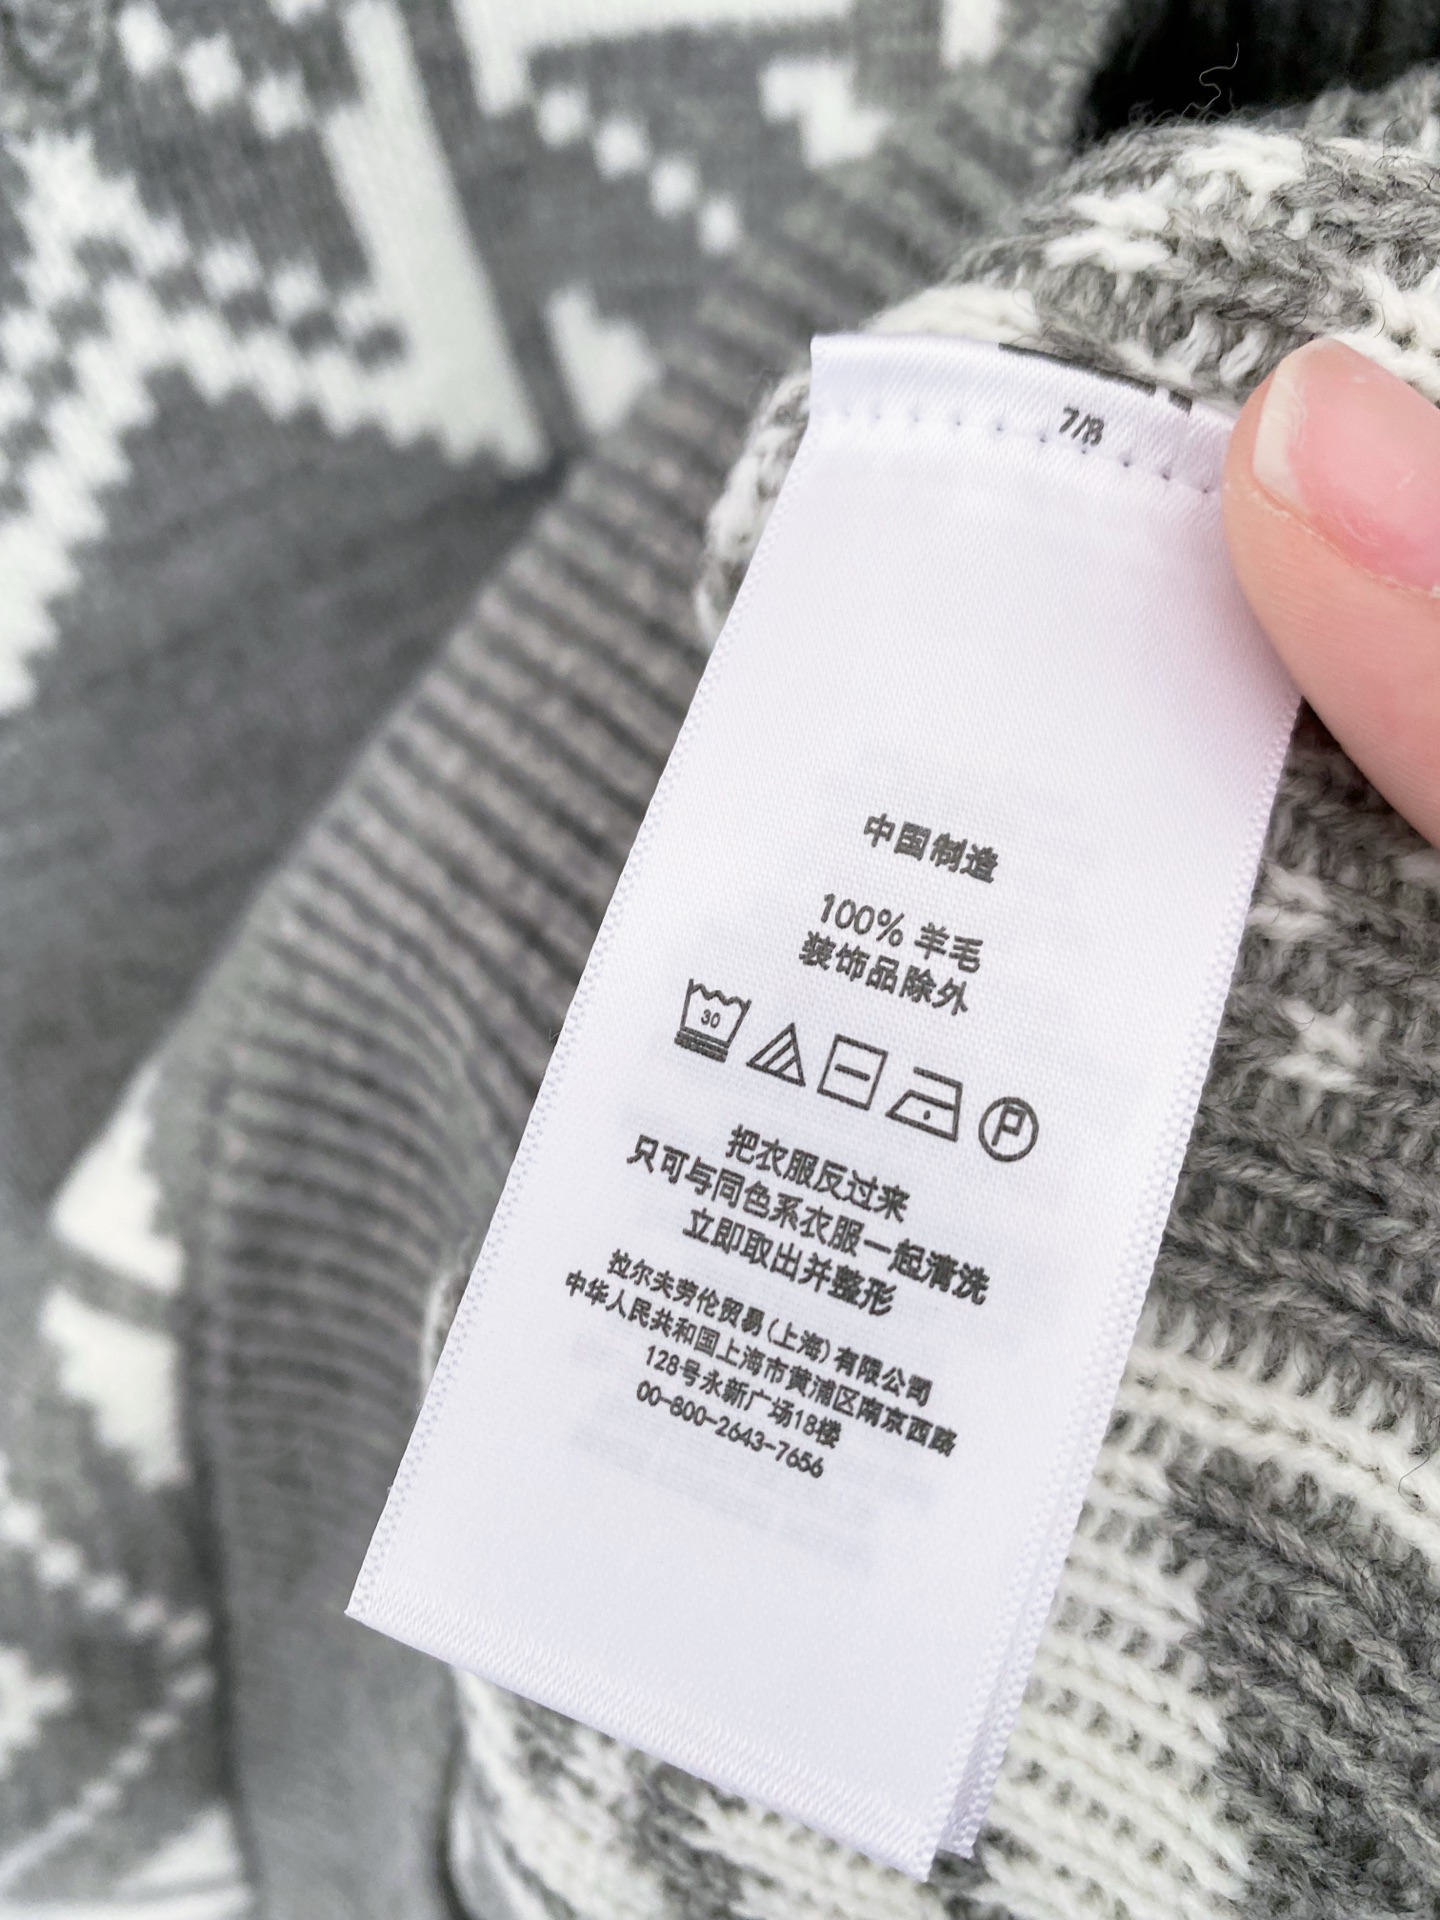 7/8
中国制造
100% 羊毛
装饰品除外
30
P
把衣服反过来
只可与同色系衣服一起清洗
立即取出并整形
拉尔夫劳伦贸易(上海)有限公司
中华人民共和国上海市黄浦区南京西路
128号永新广场18楼
00-800-2643-7656